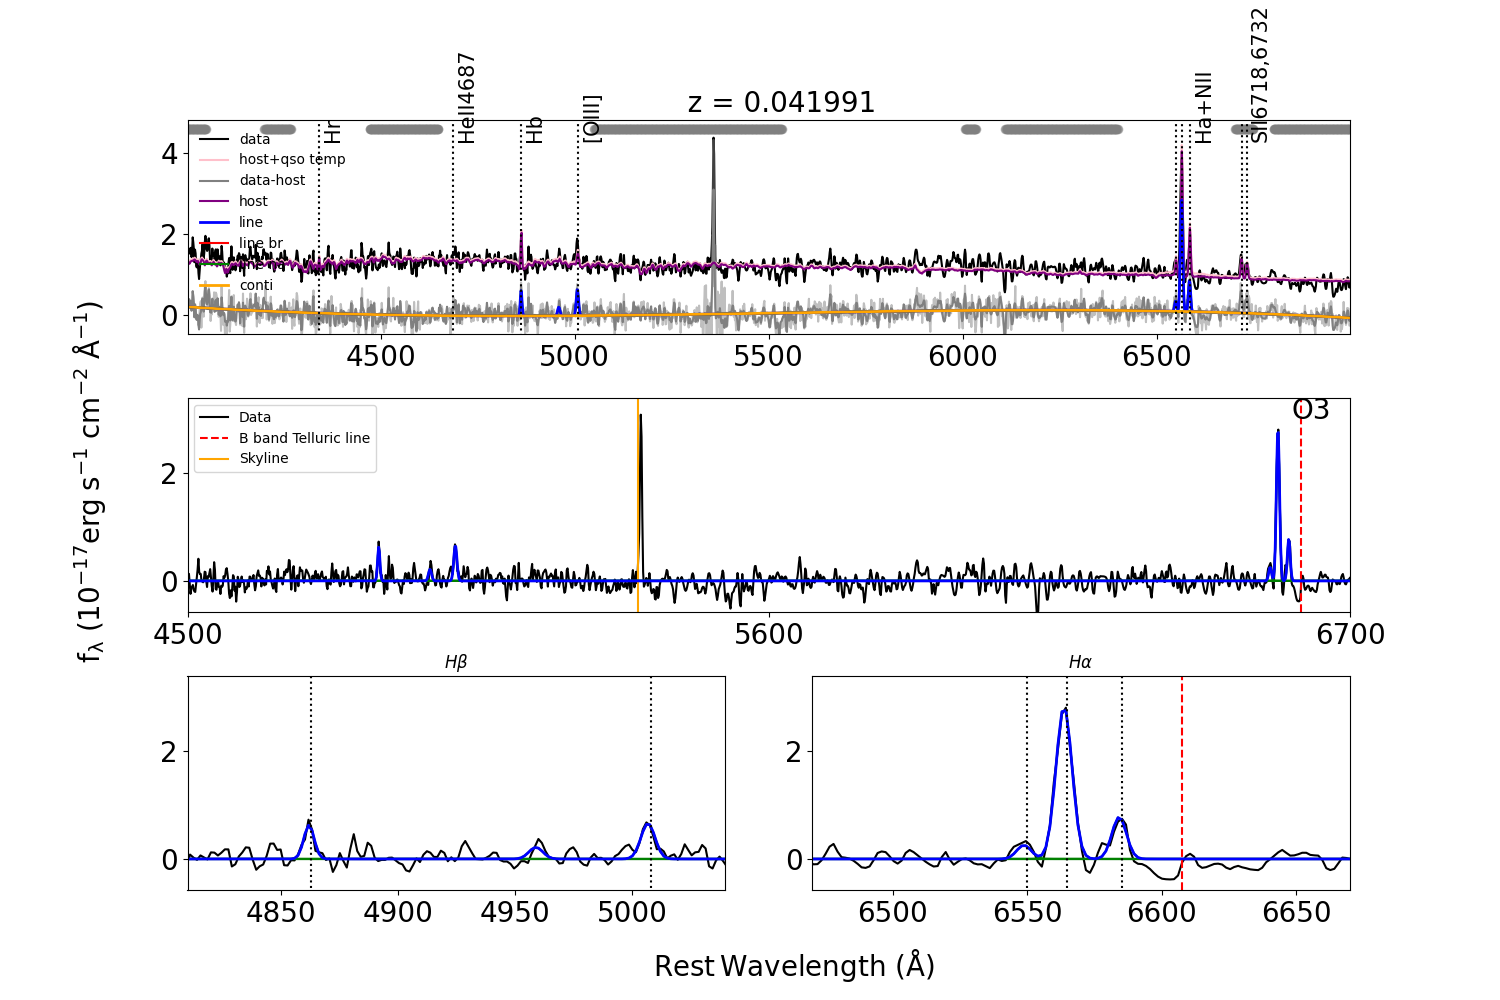 z = 0.041991
Hr
HeII4687
Hb
[OIII]
Ha+NII
SII6718,6732
data
host+qso temp
data-host
host
line
line br
conti
4
2
0
4500
5000
5500
6000
6500
f_λ (10^−17 erg s^−1 cm^−2 Å^−1)
Data
B band Telluric line
Skyline
O3
2
0
4500
5600
6700
Hβ
2
0
4850
4900
4950
5000
Hα
2
0
6500
6550
6600
6650
Rest Wavelength (Å)